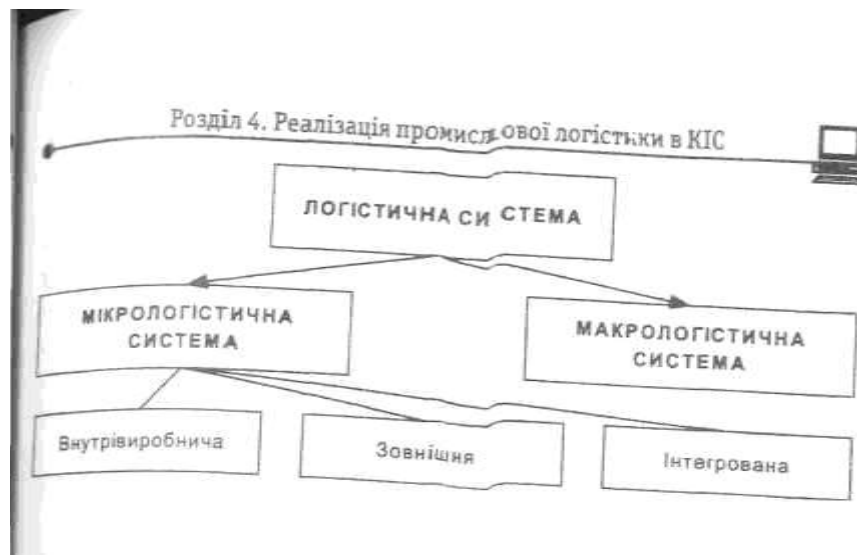 Розділ 4. Реалізація промислової логістики в КІС
ЛОГІСТИЧНА СИСТЕМА
МІКРОЛОГІСТИЧНА
СИСТЕМА
МАКРОЛОГІСТИЧНА
СИСТЕМА
Внутрівиробнича
Зовнішня
Інтегрована